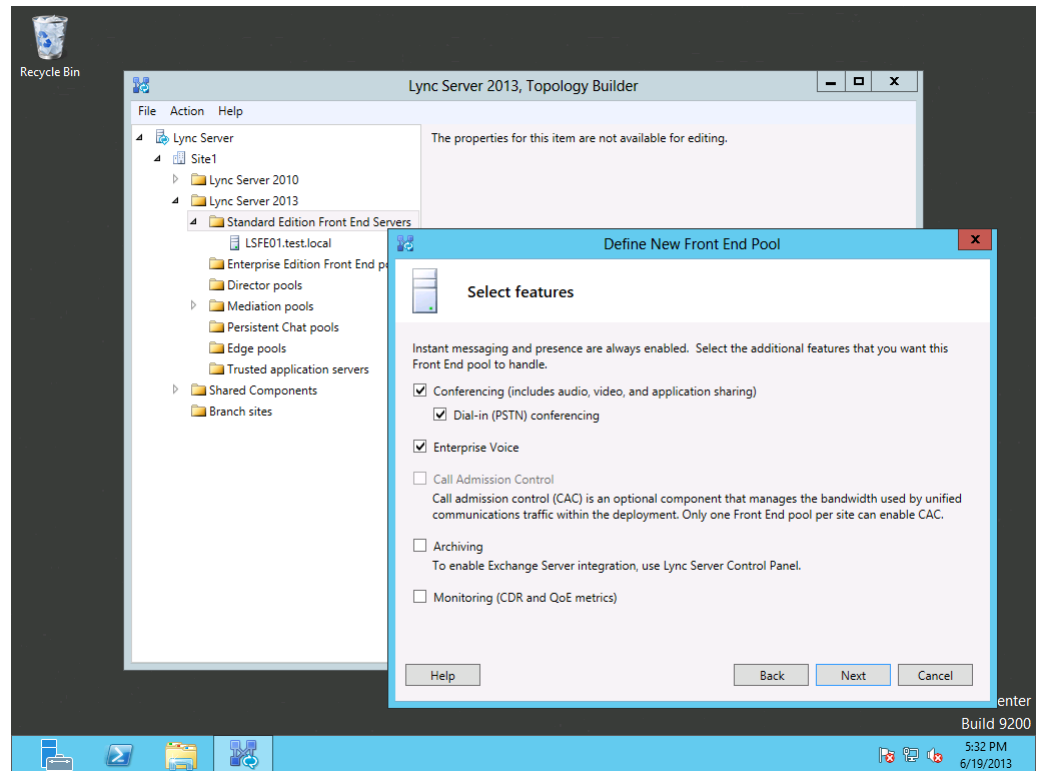 Recycle Bin
Lync Server 2013, Topology Builder
File Action Help
Lync Server
Site1
Lync Server 2010
Lync Server 2013
Standard Edition Front End Servers
LSFE01.test.local
Enterprise Edition Front End
Director pools
Mediation pools
Persistent Chat pools
Edge pools
Trusted application servers
Shared Components
Branch sites
The properties for this item are not available for editing.
Define New Front End Pool
Select features
Instant messaging and presence are always enabled. Select the additional features that you want this
Front End pool to handle.
Conferencing (includes audio, video, and application sharing)
Dial-in (PSTN) conferencing
Enterprise Voice
Call Admission Control
Call admission control (CAC) is an optional component that manages the bandwidth used by unified
communications traffic within the deployment. Only one Front End pool per site can enable CAC.
Archiving
To enable Exchange Server integration, use Lync Server Control Panel.
Monitoring (CDR and QoE metrics)
Help Back Next Cancel
enter
Build 9200
5:32 PM
6/19/2013